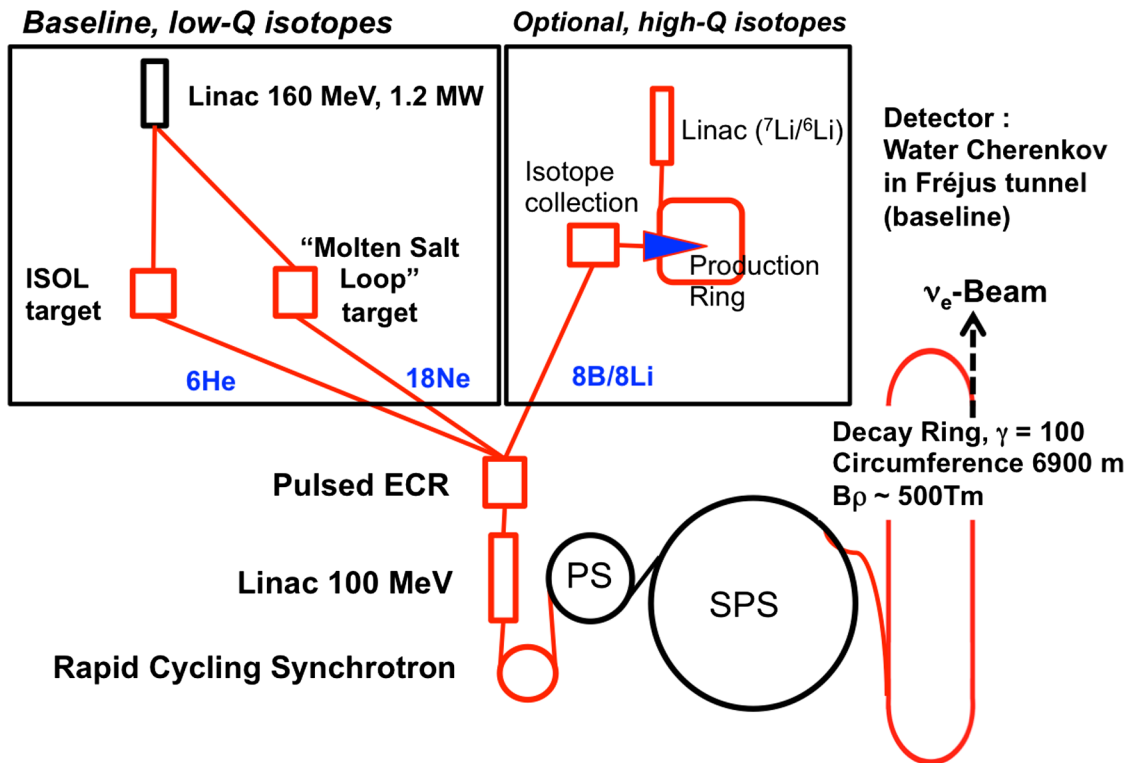 Baseline, low-Q isotopes
Optional, high-Q isotopes
Linac 160 MeV, 1.2 MW
ISOL
target
“Molten Salt
Loop”
target
6He
18Ne
Linac (⁷Li/⁶Li)
Isotope
collection
Production
Ring
8B/8Li
Detector :
Water Cherenkov
in Fréjus tunnel
(baseline)
νe-Beam
Decay Ring, γ = 100
Circumference 6900 m
Bρ ~ 500Tm
Pulsed ECR
Linac 100 MeV
Rapid Cycling Synchrotron
PS
SPS